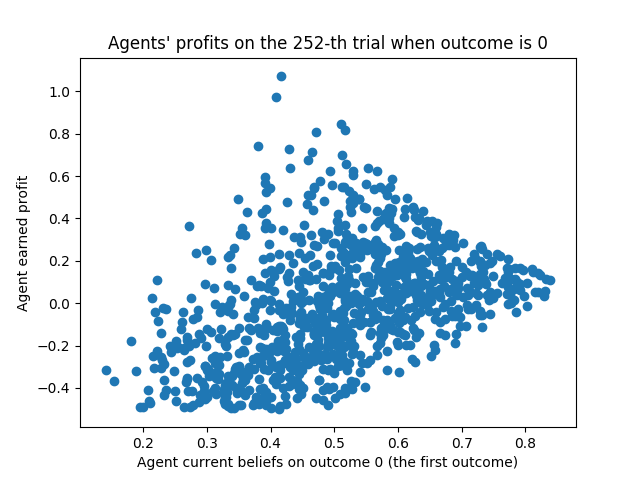 Agents' profits on the 252-th trial when outcome is 0
Agent earned profit
1.0
0.8
0.6
0.4
0.2
0.0
−0.2
−0.4
0.2 0.3 0.4 0.5 0.6 0.7 0.8
Agent current beliefs on outcome 0 (the first outcome)